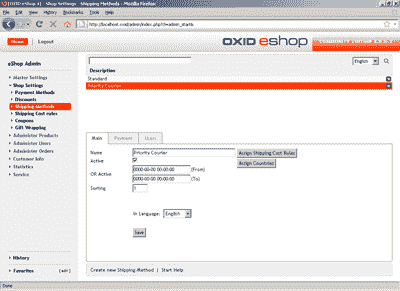 [OXID eShop 4] - Shop Settings - Shipping Methods - Mozilla Firefox
File Edit View History Bookmarks Tools Help
http://localhost/oxid/admin/index.php?cl=admin_start&
Home Logout
OXID eshop
eShop Admin
English
Master Settings
Shop Settings
Payment Methods
Discounts
Shipping Methods
Shipping Cost rules
Coupons
Gift Wrapping
Administer Products
Administer Users
Administer Orders
Customer Info
Statistics
Service
History
Favorites [edit]
Description
Standard
Priority Courier
Main Payment Users
Name Priority Courier Assign Shipping Cost Rules
Active Assign Countries
OR Active 0000-00-00 00:00:00 (From)
0000-00-00 00:00:00 (To)
Sorting
In Language: English
Save
Create new Shipping Method | Start Help
Done